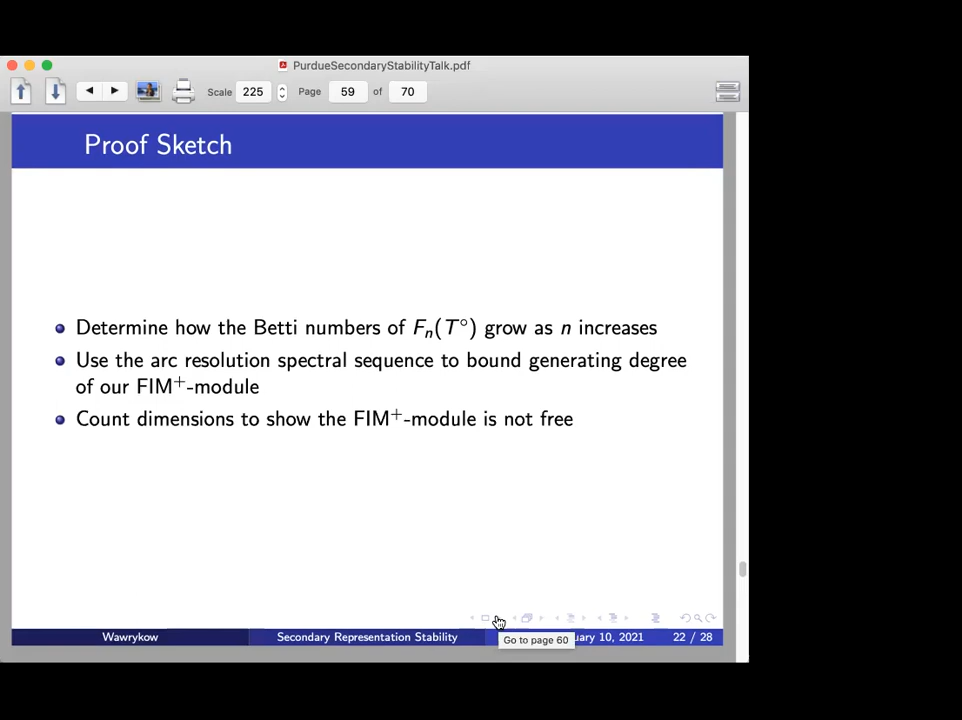 PurdueSecondaryStabilityTalk.pdf
Scale 225 Page 59 of 70
Proof Sketch
Determine how the Betti numbers of Fₙ(T°) grow as n increases
Use the arc resolution spectral sequence to bound generating degree
of our FIM⁺-module
Count dimensions to show the FIM⁺-module is not free
Wawrykow Secondary Representation Stability uary 10, 2021 22 / 28
Go to page 60